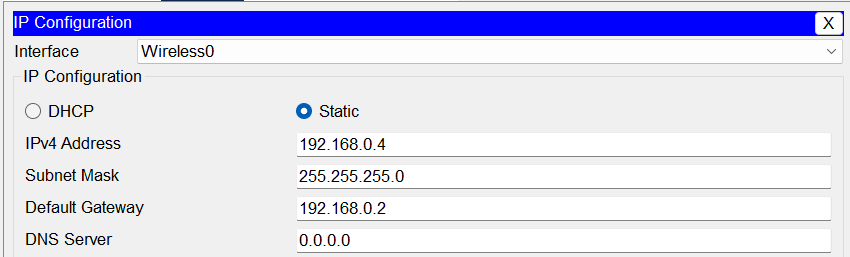 IP Configuration X
Interface Wireless0
IP Configuration
DHCP Static
IPv4 Address 192.168.0.4
Subnet Mask 255.255.255.0
Default Gateway 192.168.0.2
DNS Server 0.0.0.0